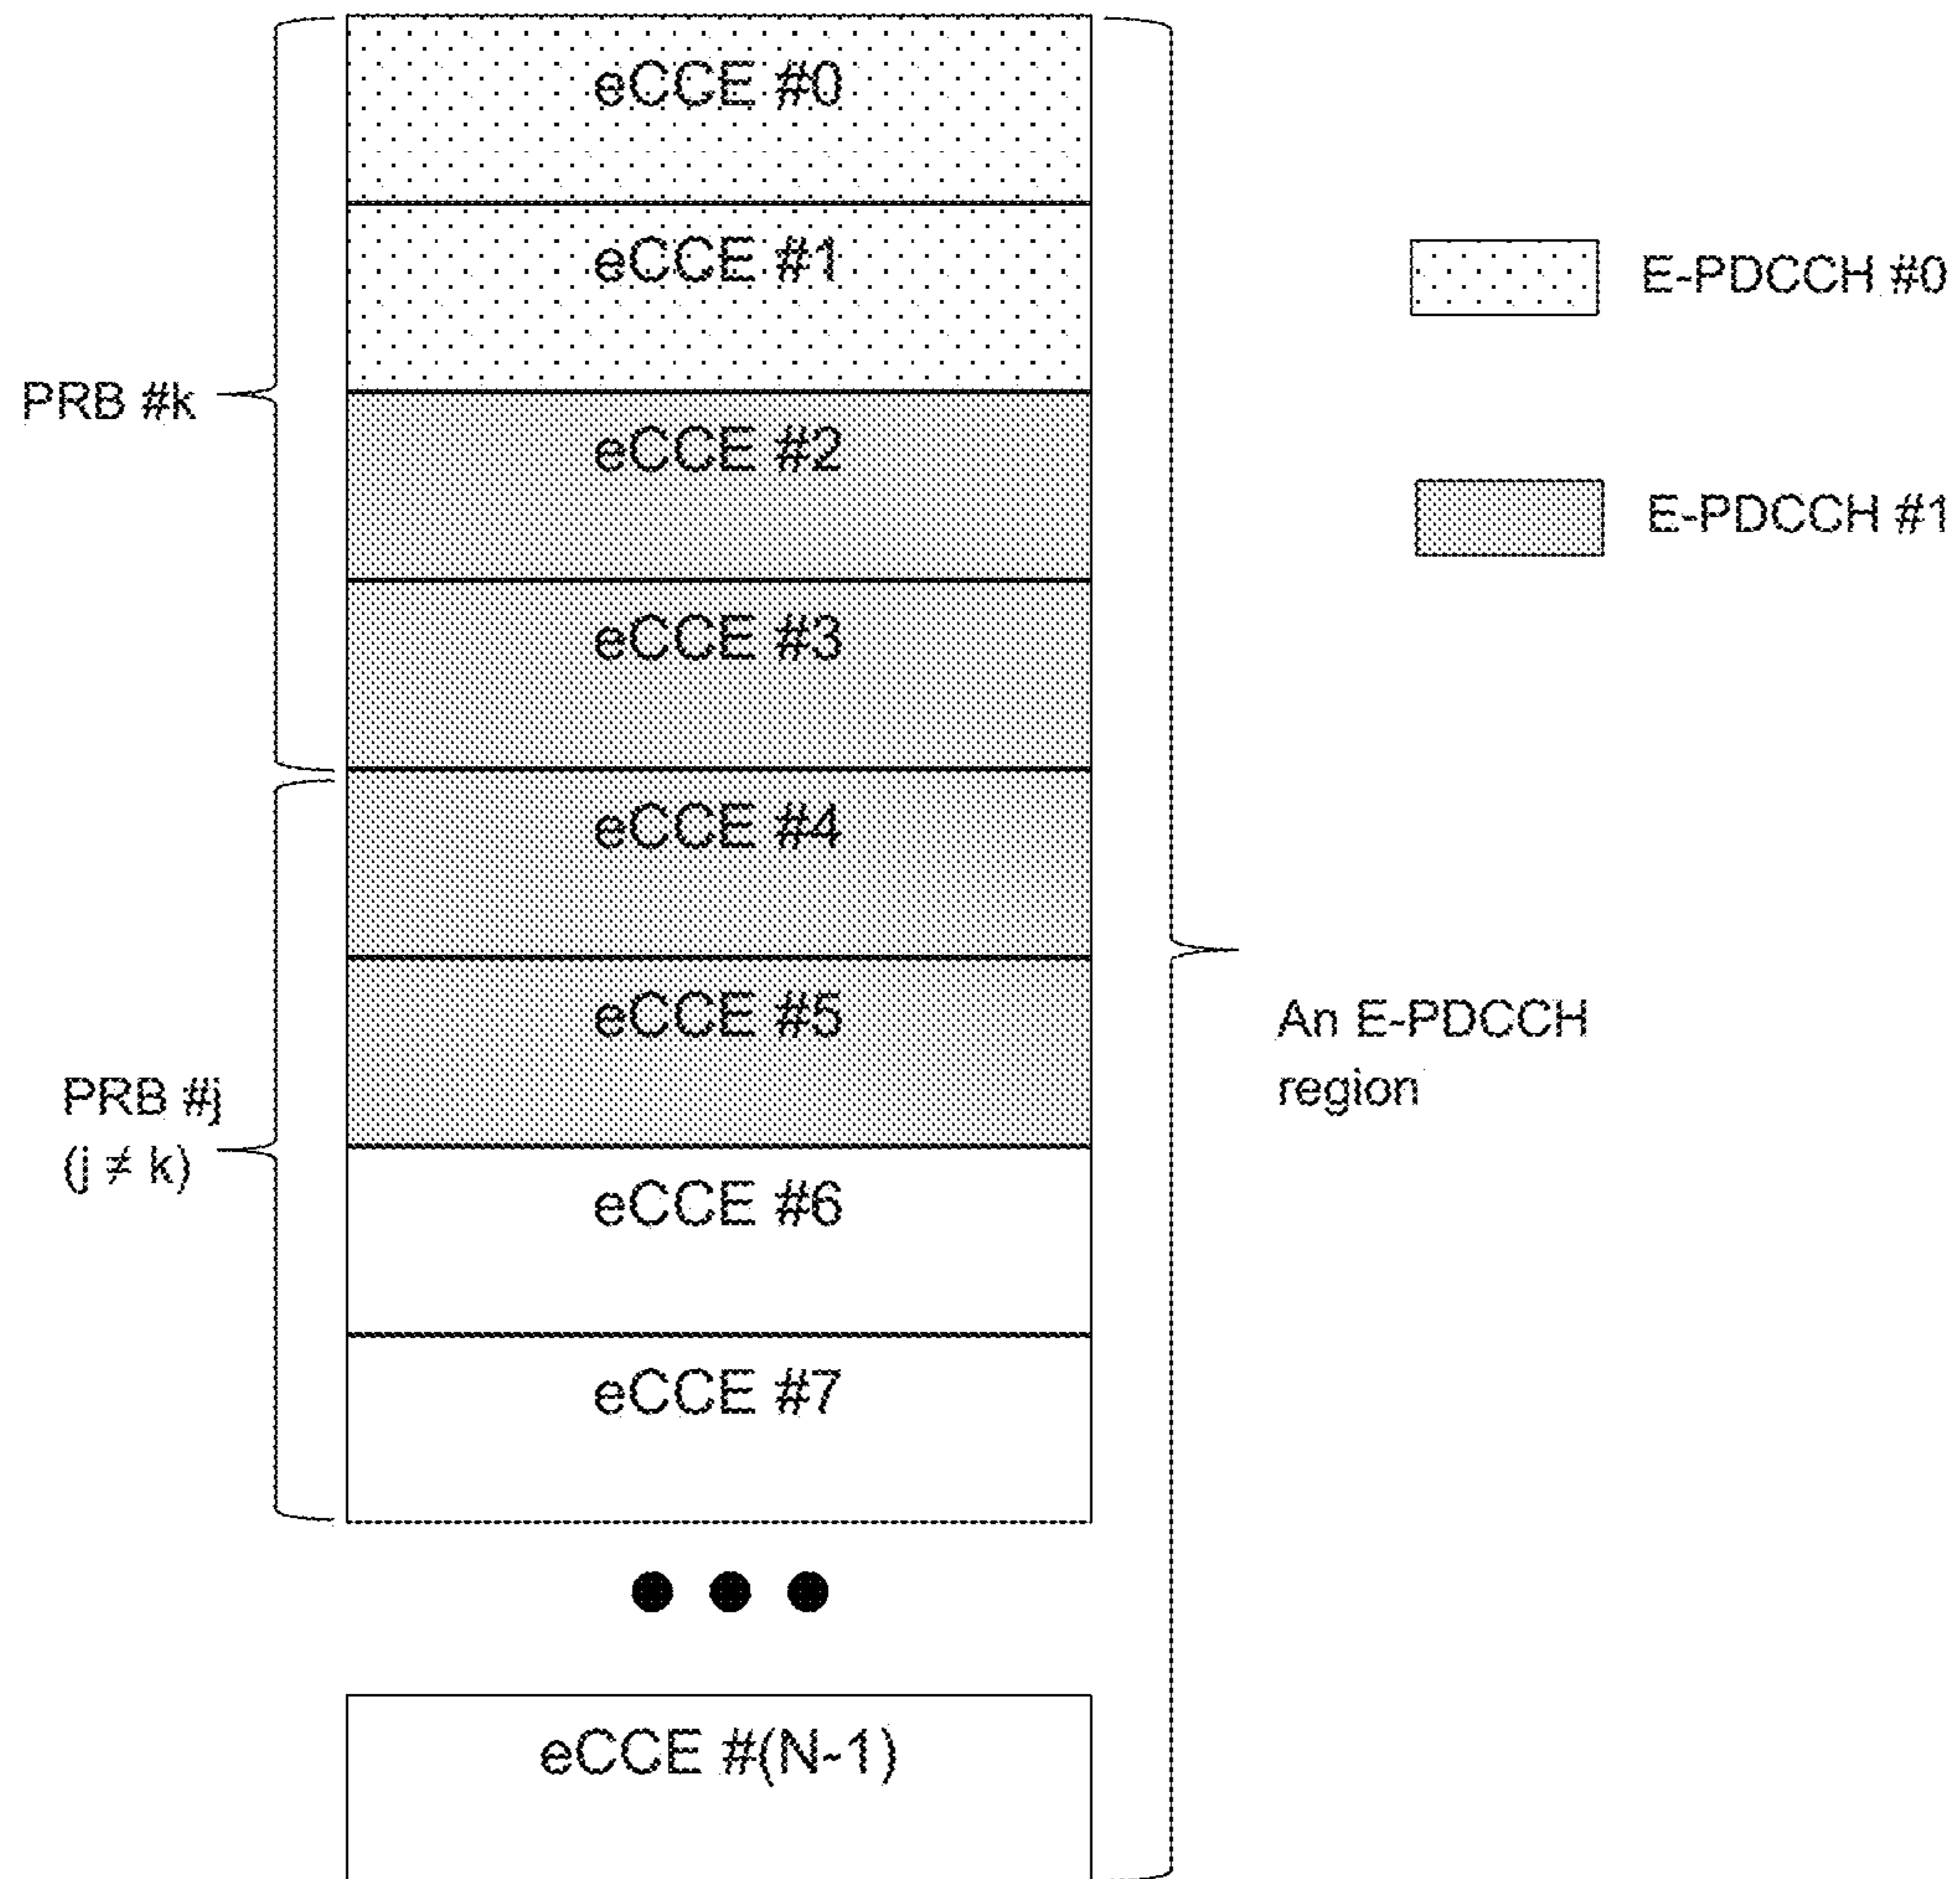 eCCE #0
eCCE #1
eCCE #2
eCCE #3
eCCE #4
eCCE #5
eCCE #6
eCCE #7
eCCE #(N-1)
PRB #k
PRB #j
(j ≠ k)
E-PDCCH #0
E-PDCCH #1
An E-PDCCH
region